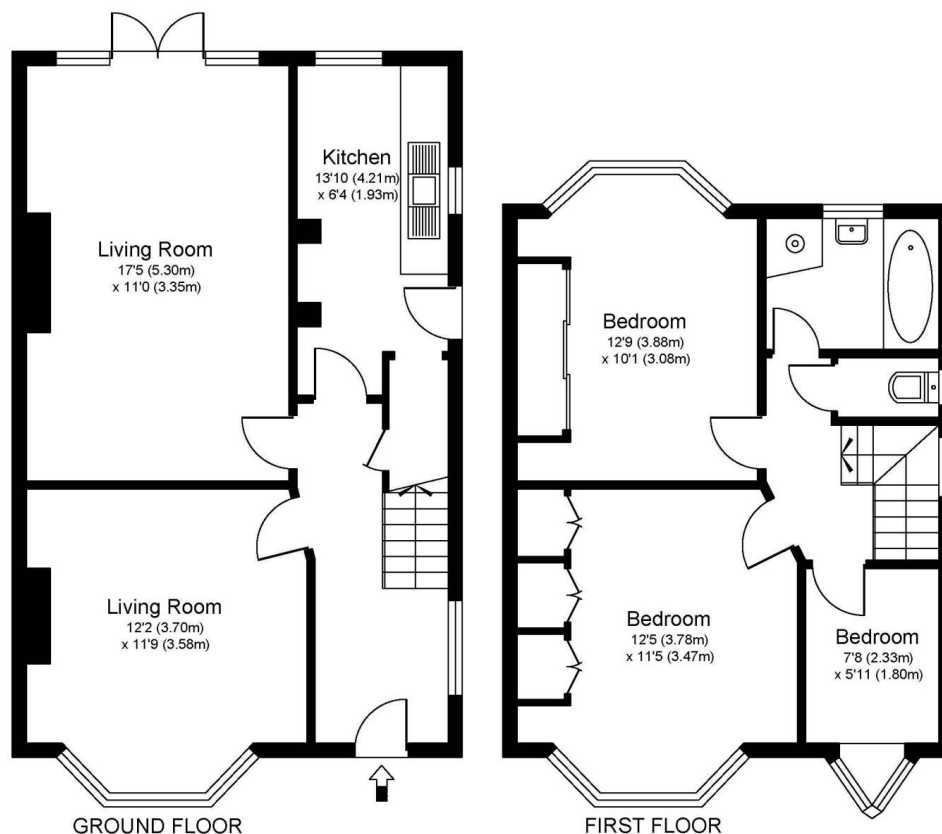 Kitchen
13'10 (4.21m)
x 6'4 (1.93m)
Living Room
17'5 (5.30m)
x 11'0 (3.35m)
Living Room
12'2 (3.70m)
x 11'9 (3.58m)
GROUND FLOOR
Bedroom
12'9 (3.88m)
x 10'1 (3.08m)
Bedroom
12'5 (3.78m)
x 11'5 (3.47m)
Bedroom
7'8 (2.33m)
x 5'11 (1.80m)
FIRST FLOOR